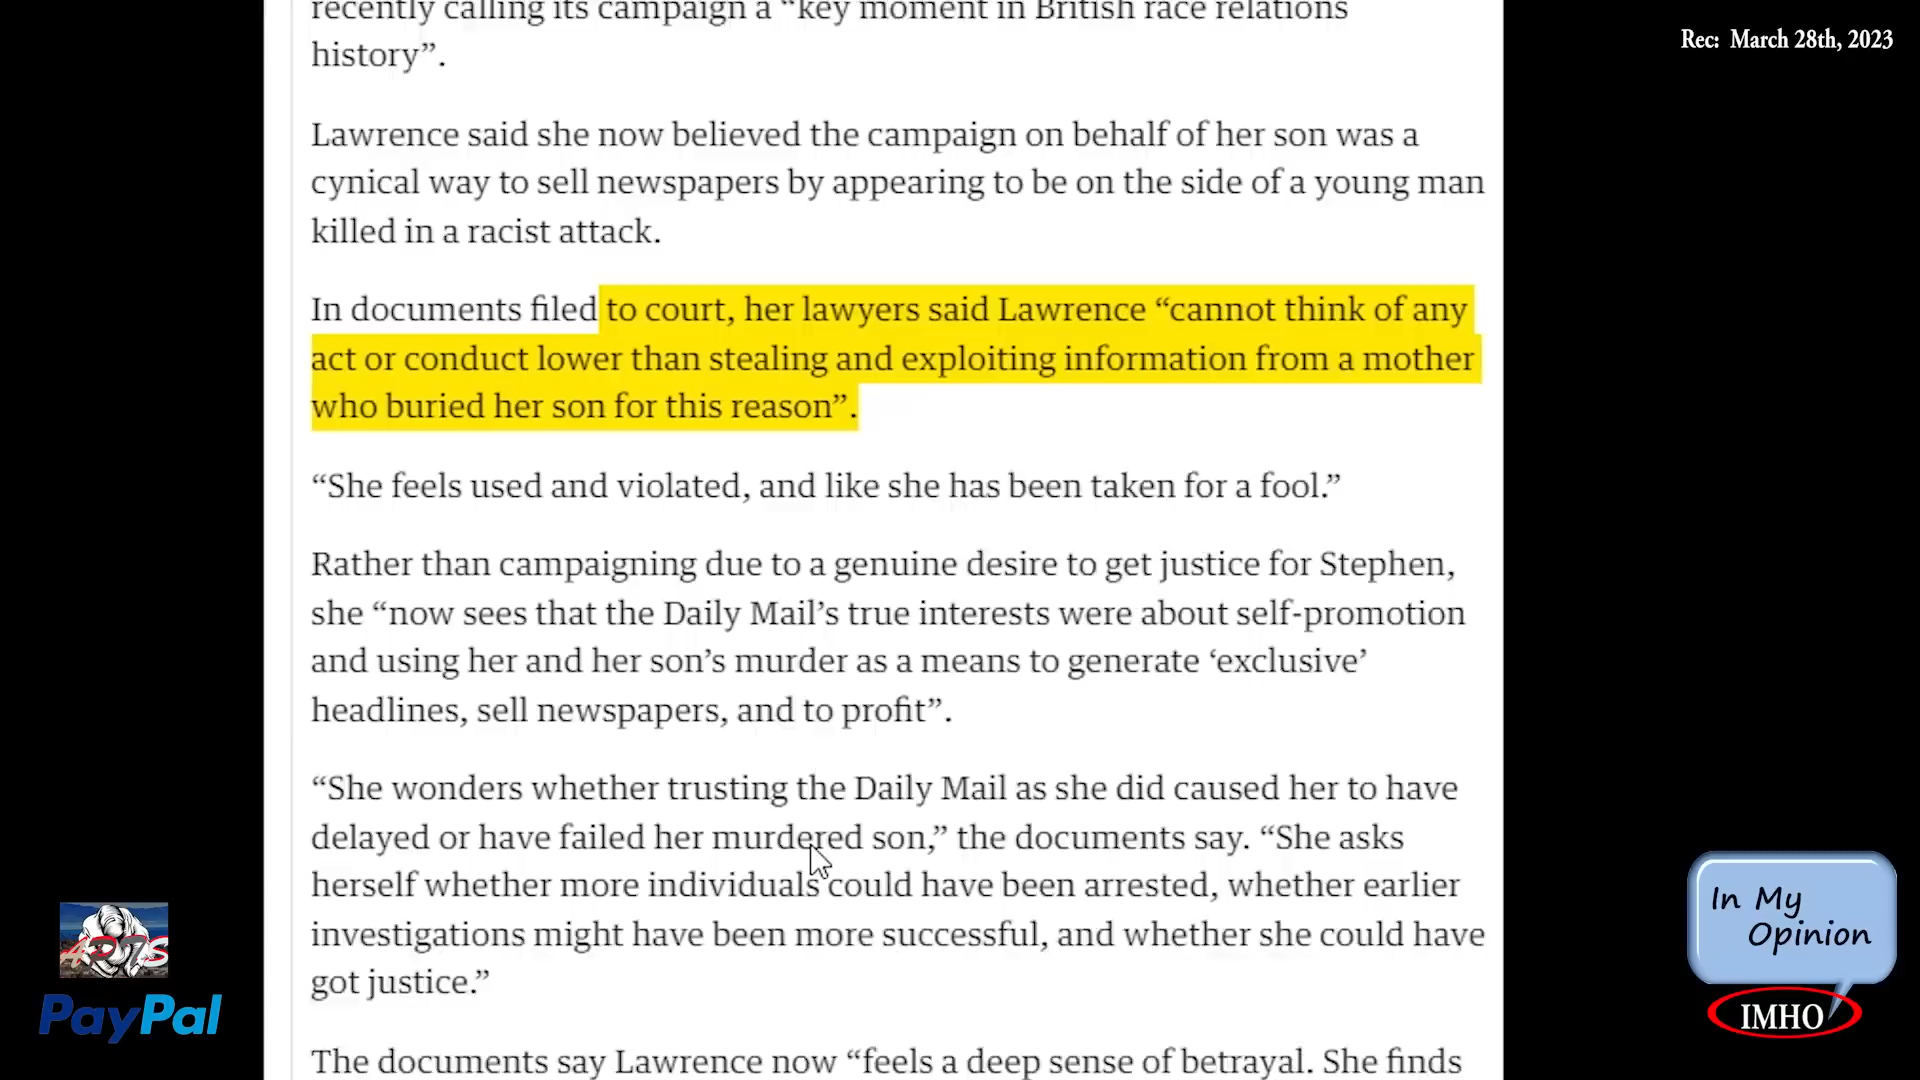 recently calling its campaign a “key moment in British race relations
history”.
Rec: March 28th, 2023
Lawrence said she now believed the campaign on behalf of her son was a
cynical way to sell newspapers by appearing to be on the side of a young man
killed in a racist attack.
In documents filed to court, her lawyers said Lawrence “cannot think of any
act or conduct lower than stealing and exploiting information from a mother
who buried her son for this reason”.
“She feels used and violated, and like she has been taken for a fool.”
Rather than campaigning due to a genuine desire to get justice for Stephen,
she “now sees that the Daily Mail’s true interests were about self-promotion
and using her and her son’s murder as a means to generate ‘exclusive’
headlines, sell newspapers, and to profit”.
“She wonders whether trusting the Daily Mail as she did caused her to have
delayed or have failed her murdered son,” the documents say. “She asks
herself whether more individuals could have been arrested, whether earlier
investigations might have been more successful, and whether she could have
got justice.”
The documents say Lawrence now “feels a deep sense of betrayal. She finds
PayPal
In My
Opinion
IMHO